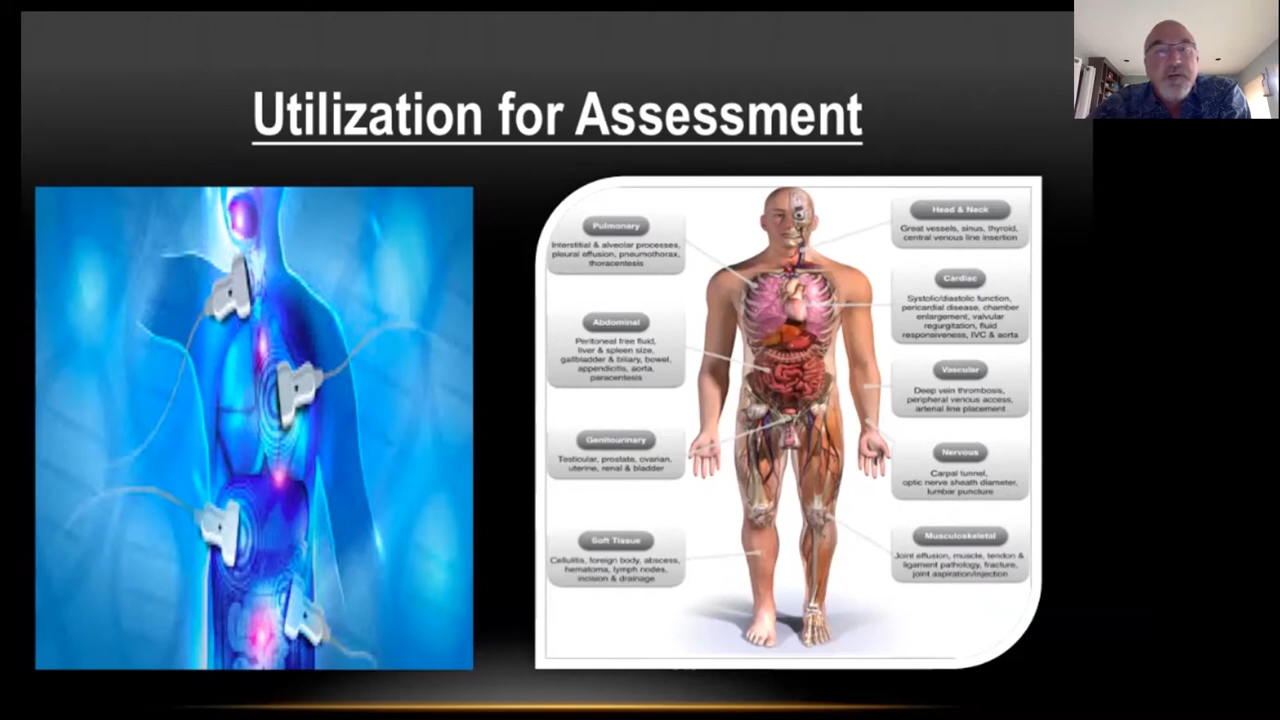 Utilization for Assessment
Pulmonary
Interstitial & alveolar processes,
pleural effusion, pneumothorax,
thoracentesis
Abdominal
Peritoneal free fluid,
liver & spleen size,
gallbladder & biliary, bowel,
appendicitis, aorta,
paracentesis
Genitourinary
Testicular, prostate, ovarian,
uterine, renal & bladder
Soft Tissue
Cellulitis, foreign body, abscess,
hematoma, lymph nodes,
incision & drainage
Head & Neck
Great vessels, sinus, thyroid,
central venous line insertion
Cardiac
Systolic/diastolic function,
pericardial disease, chamber
enlargement, valvular
regurgitation, fluid
responsiveness, IVC & aorta
Vascular
Deep vein thrombosis,
peripheral venous access,
arterial line placement
Nervous
Carpal tunnel,
optic nerve sheath diameter,
lumbar puncture
Musculoskeletal
Joint effusion, muscle, tendon &
ligament pathology, fracture,
joint aspiration/injection